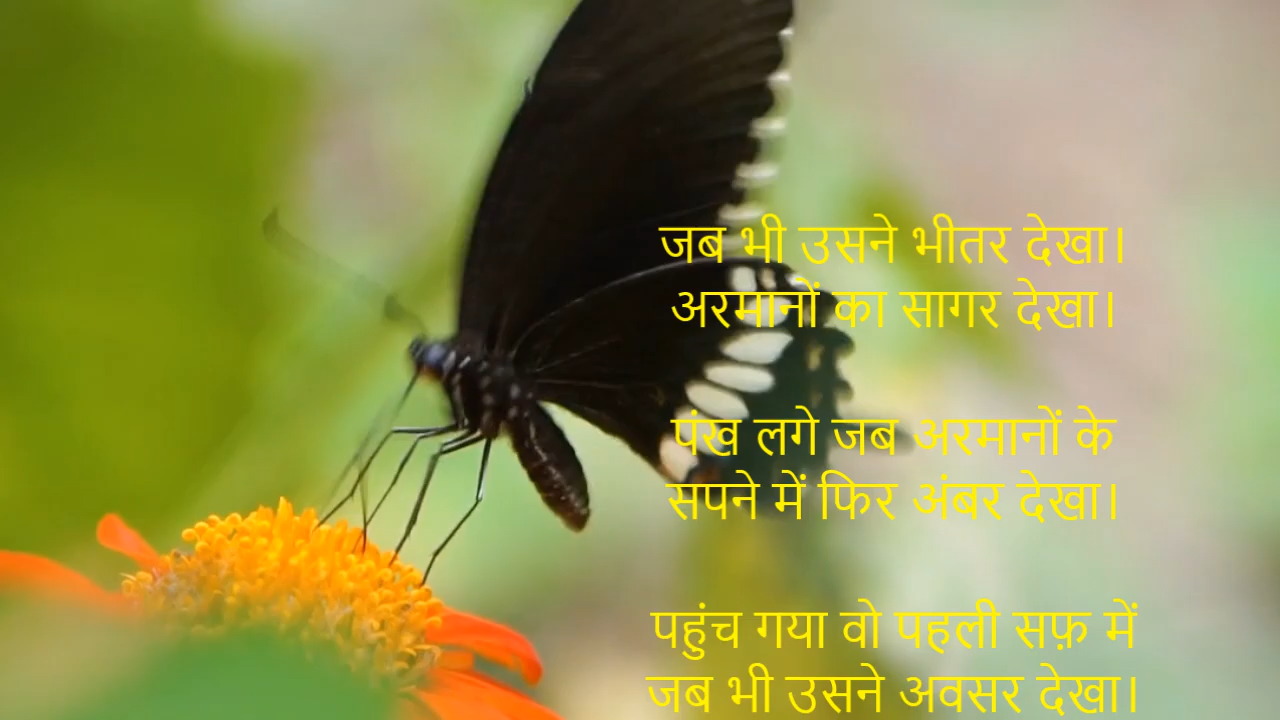 जब भी उसने भीतर देखा।
अरमानों का सागर देखा।
पंख लगे जब अरमानों के
सपने में फिर अंबर देखा।
पहुंच गया वो पहली सफ़ में
जब भी उसने अवसर देखा।